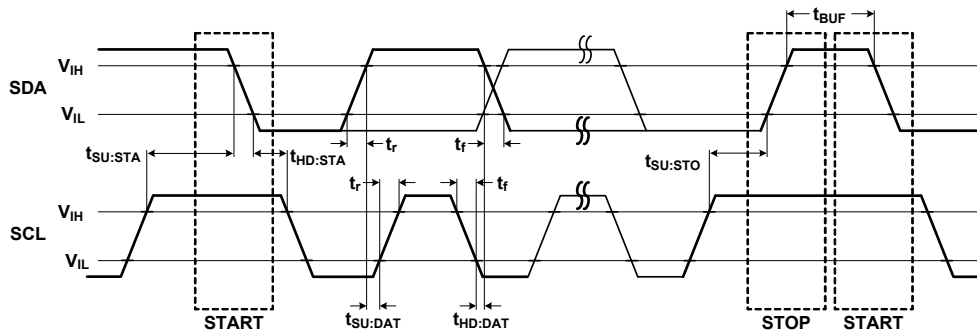 tBUF
VIH
SDA
VIL
tSU:STA
tHD:STA
tr
tf
tSU:STO
tr
tf
VIH
SCL
VIL
tSU:DAT
tHD:DAT
START
STOP
START